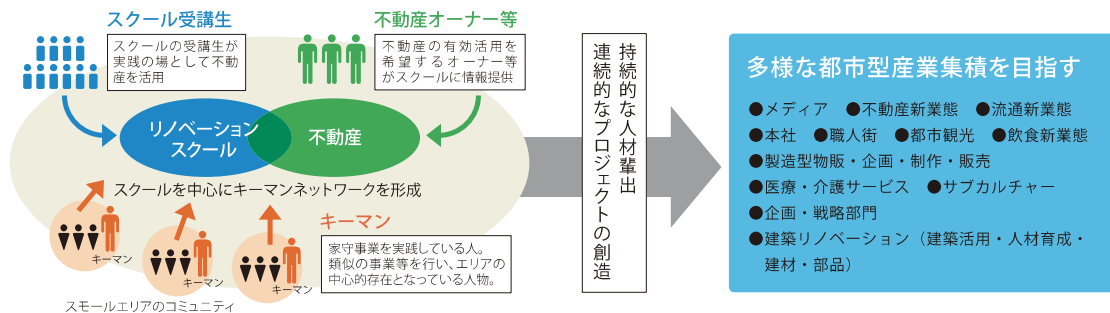 スクール受講生
スクールの受講生が
実践の場として不動
産を活用
不動産オーナー等
不動産の有効活用を
希望するオーナー等
がスクールに情報提供
リノベーション
スクール
不動産
スクールを中心にキーマンネットワークを形成
キーマン
家守事業を実践している人。
類似の事業等を行い、エリアの
中心的存在となっている人物。
キーマン
キーマン
キーマン
スモールエリアのコミュニティ
持続的な人材輩出
連続的なプロジェクトの創造
多様な都市型産業集積を目指す
●メディア ●不動産新業態 ●流通新業態
●本社 ●職人街 ●都市観光 ●飲食新業態
●製造型物販・企画・制作・販売
●医療・介護サービス ●サブカルチャー
●企画・戦略部門
●建築リノベーション（建築活用・人材育成・
建材・部品）